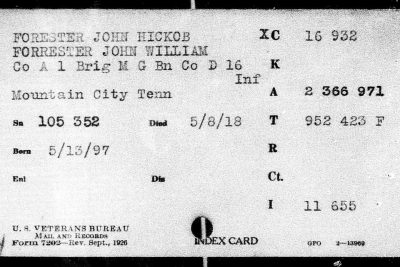 FORESTER JOHN HICKOB XC 16 932
FORRESTER JOHN WILLIAM
Co A 1 Brig M G Bn Co D 16 K
Inf
Mountain City Tenn A 2 366 971
Sn 105 352 Died 5/8/18 T 952 423 F
Born 5/13/97 R
Enl Dis Ct.
I 11 655
U. S. VETERANS BUREAU
MAIL AND RECORDS
Form 7202—Rev. Sept., 1926 INDEX CARD GPO 2—13969